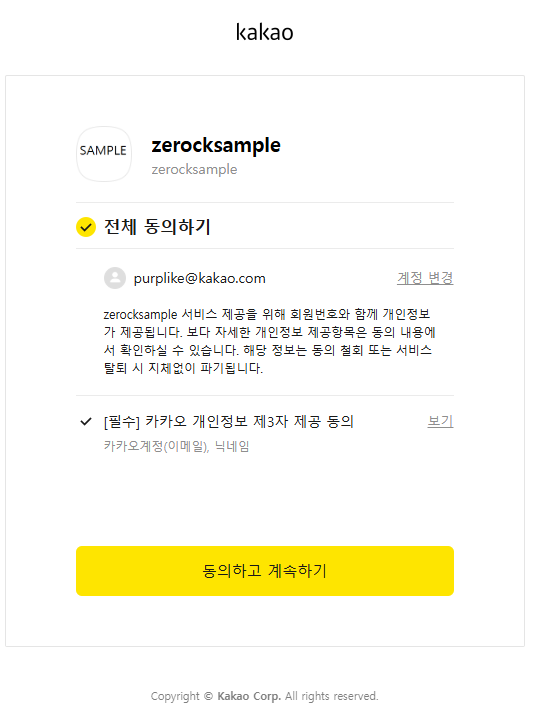 kakao
SAMPLE
zerocksample
zerocksample
전체 동의하기
purplike@kakao.com 계정 변경
zerocksample 서비스 제공을 위해 회원번호와 함께 개인정보
가 제공됩니다. 보다 자세한 개인정보 제공항목은 동의 내용에
서 확인하실 수 있습니다. 해당 정보는 동의 철회 또는 서비스
탈퇴 시 지체없이 파기됩니다.
[필수] 카카오 개인정보 제3자 제공 동의 보기
카카오계정(이메일), 닉네임
동의하고 계속하기
Copyright © Kakao Corp. All rights reserved.